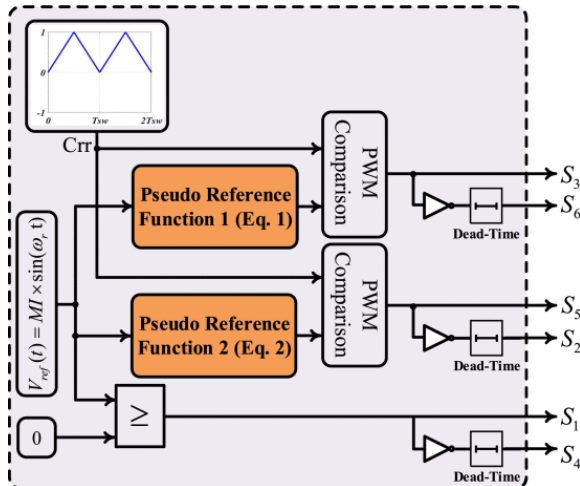 1
0
-1
0
Tsw
2Tsw
Crr
PWM
Comparison
Pseudo Reference
Function 1 (Eq. 1)
S₃
S₆
Dead-Time
V_ref (t) = MI × sin(ω_r t)
PWM
Comparison
Pseudo Reference
Function 2 (Eq. 2)
S₅
S₂
Dead-Time
≥
0
S₁
S₄
Dead-Time